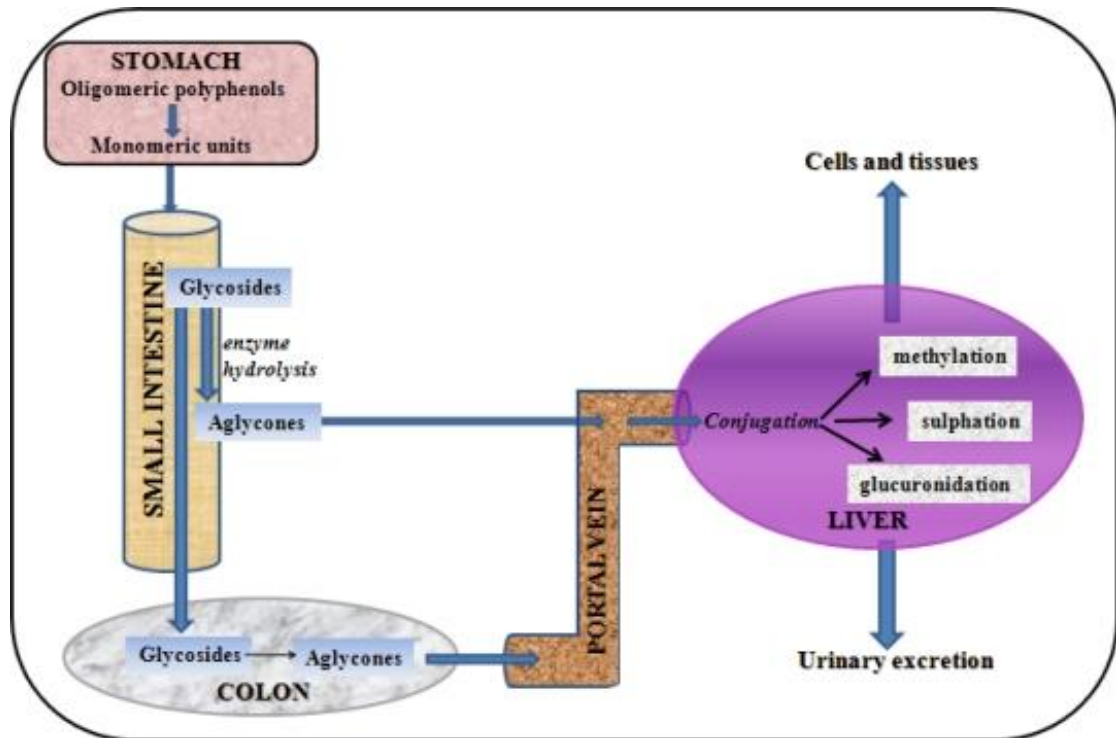 STOMACH
Oligomeric polyphenols
Monomeric units
SMALL INTESTINE
Glycosides
enzyme
hydrolysis
Aglycones
Glycosides
Aglycones
COLON
PORTAL VEIN
Conjugation
methylation
sulphation
glucuronidation
LIVER
Cells and tissues
Urinary excretion